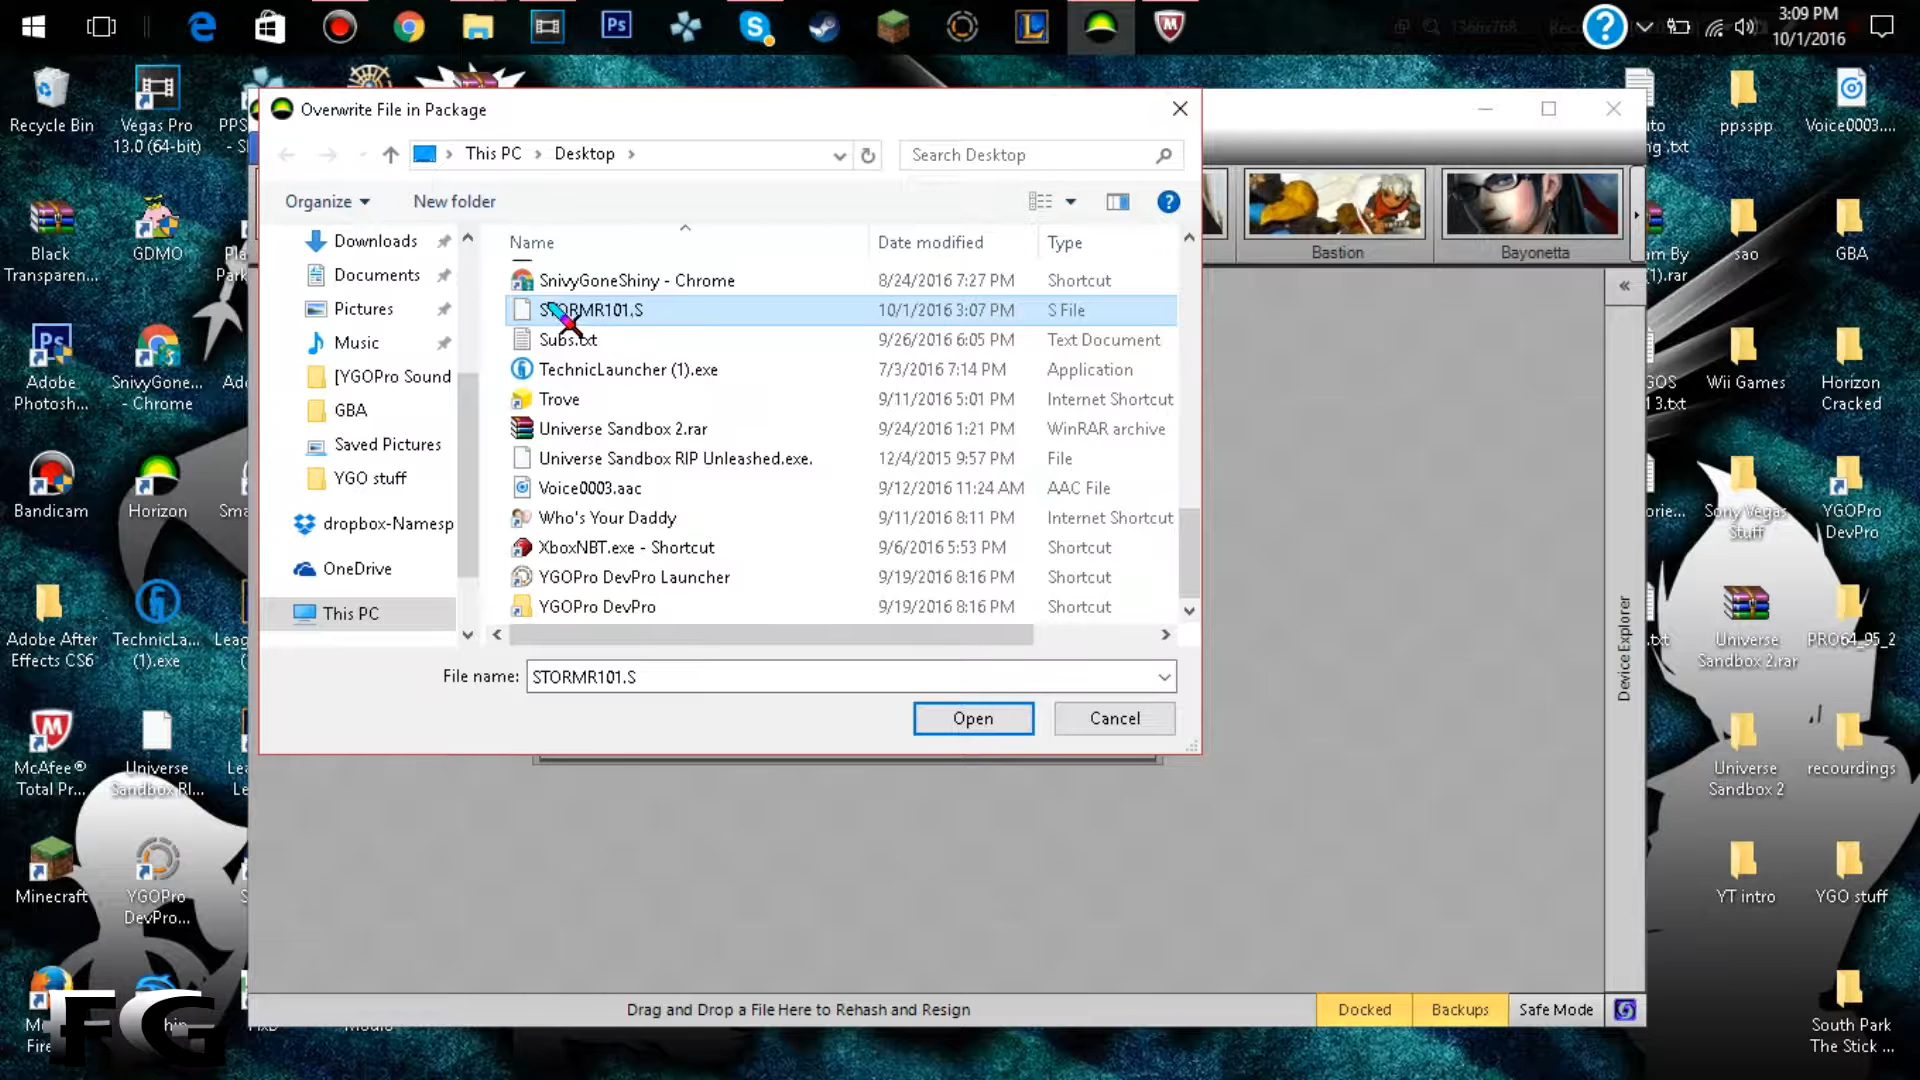 Ps
136fx768
3:09 PM
10/1/2016
Recycle Bin
Vegas Pro
13.0 (64-bit)
PPS
Overwrite File in Package
This PC > Desktop >
Search Desktop
Organize
New folder
Name
Date modified
Type
Downloads
Documents
Pictures
Music
[YGOPro Sound
GBA
Saved Pictures
YGO stuff
dropbox-Namesp
OneDrive
This PC
SnivyGoneShiny - Chrome 8/24/2016 7:27 PM Shortcut
STORMR101.S 10/1/2016 3:07 PM S File
Subs.txt 9/26/2016 6:05 PM Text Document
TechnicLauncher (1).exe 7/3/2016 7:14 PM Application
Trove 9/11/2016 5:01 PM Internet Shortcut
Universe Sandbox 2.rar 9/24/2016 1:21 PM WinRAR archive
Universe Sandbox RIP Unleashed.exe. 12/4/2015 9:57 PM File
Voice0003.aac 9/12/2016 11:24 AM AAC File
Who's Your Daddy 9/11/2016 8:11 PM Internet Shortcut
XboxNBT.exe - Shortcut 9/6/2016 5:53 PM Shortcut
YGOPro DevPro Launcher 9/19/2016 8:16 PM Shortcut
YGOPro DevPro 9/19/2016 8:16 PM Shortcut
File name: STORMR101.S
Open
Cancel
Bastion
Bayonetta
Device Explorer
Drag and Drop a File Here to Rehash and Resign
Docked
Backups
Safe Mode
Black
Transparen...
GDMO
Adobe
Photosh...
SnivyGone...
- Chrome
Bandicam
Horizon
Adobe After
Effects CS6
TechnicLa...
(1).exe
McAfee®
Total Pr...
Universe
Sandbox RI...
Minecraft
YGOPro
DevPro...
ppsspp
Voice0003....
sao
GBA
Wii Games
Horizon
Cracked
Sony Vegas
Stuff
YGOPro
DevPro
Universe
Sandbox 2.rar
PRO64_95_2
Universe
Sandbox 2
recourdings
YT intro
YGO stuff
South Park
The Stick ...
FG